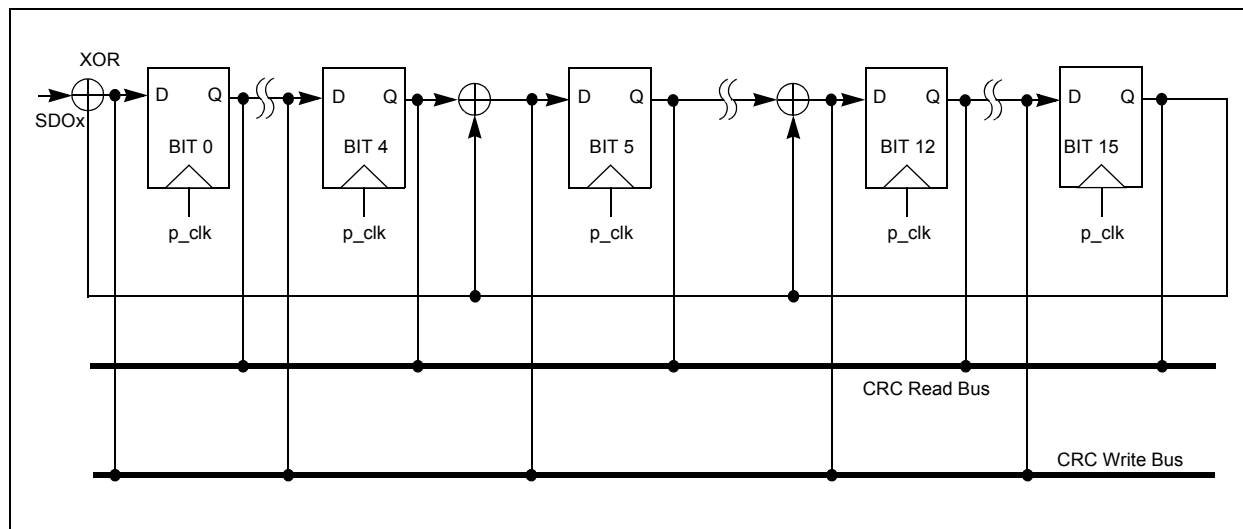 XOR
SDOx
D Q
BIT 0
p_clk
D Q
BIT 4
p_clk
D Q
BIT 5
p_clk
D Q
BIT 12
p_clk
D Q
BIT 15
p_clk
CRC Read Bus
CRC Write Bus